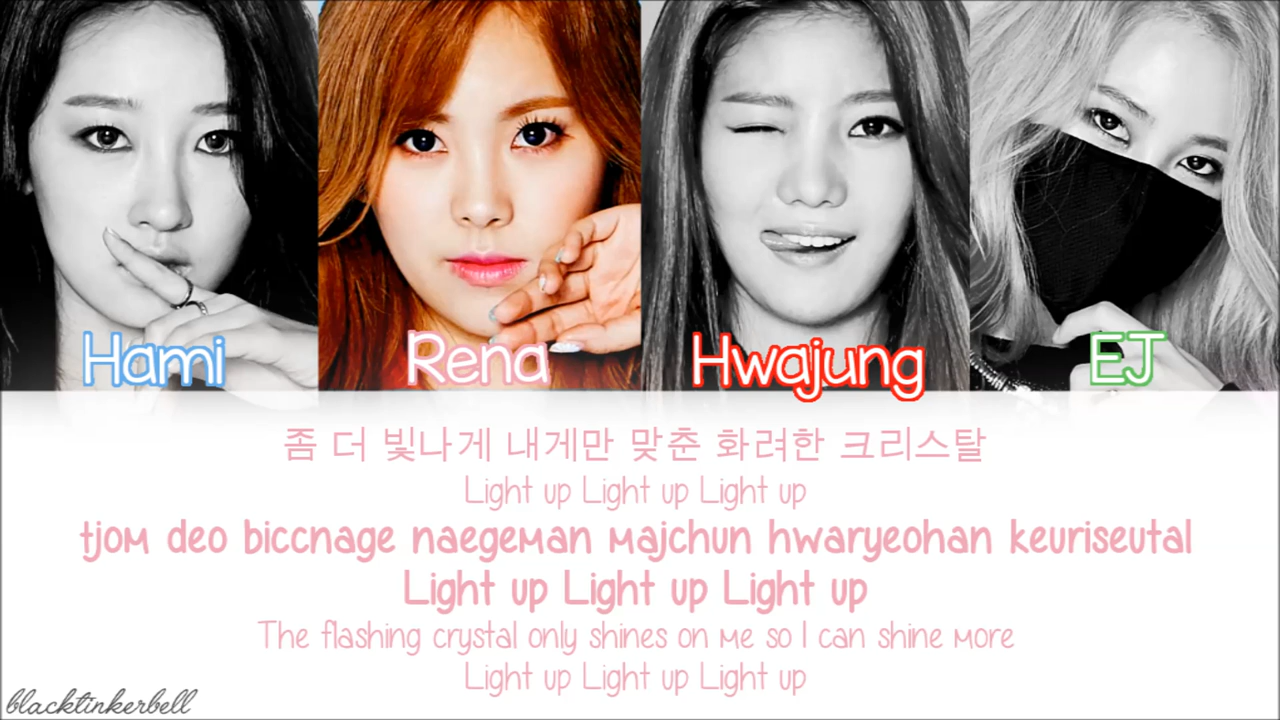 Hami Rena Hwajung EJ
좀 더 빛나게 내게만 맞춘 화려한 크리스탈
Light up Light up Light up
tjom deo biccnage naegeman majchun hwaryeohan keuriseutal
Light up Light up Light up
The flashing crystal only shines on me so I can shine more
Light up Light up Light up
blacktinkerbell